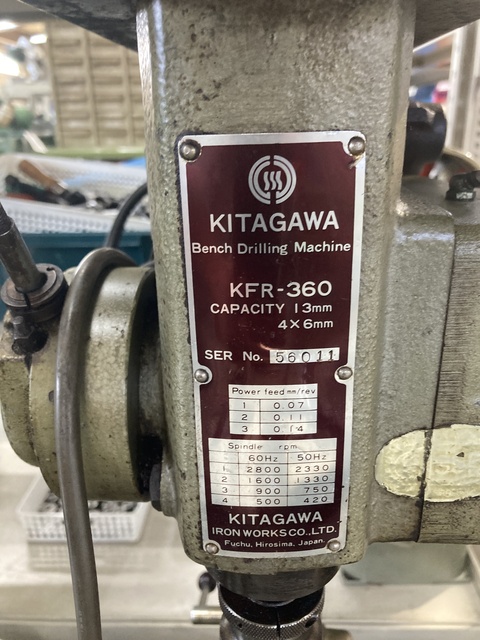 KITAGAWA
Bench Drilling Machine
KFR-360
CAPACITY 13mm
4×6mm
SER No. 56011
Power feed mm/rev
1 0.07
2 0.11
3 0.14
Spindle rpm
60Hz 50Hz
1 2800 2330
2 1600 1330
3 900 750
4 500 420
KITAGAWA
IRON WORKS CO., LTD.
Fuchu, Hirosima, Japan.